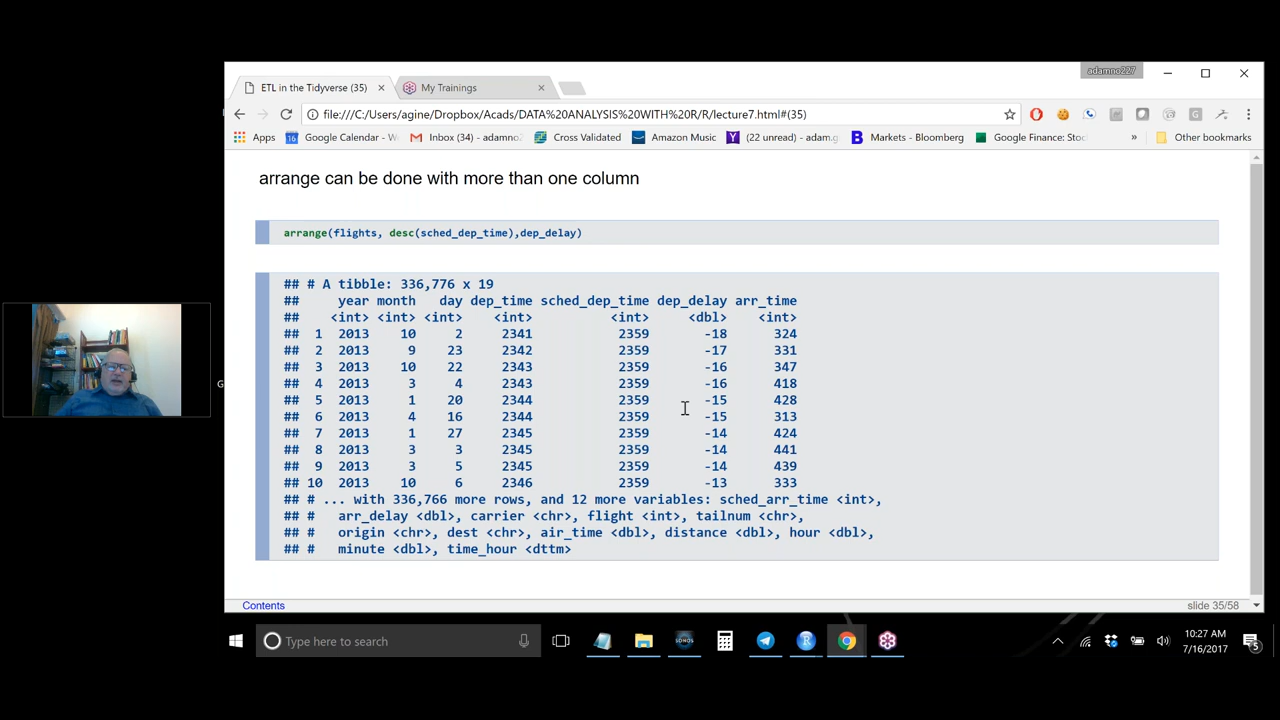 adamno227
ETL in the Tidyverse (35)
My Trainings
file:///C:/Users/agine/Dropbox/Acads/DATA%20ANALYSIS%20WITH%20R/R/lecture7.html#(35)
Apps Google Calendar - W Inbox (34) - adamno Cross Validated Amazon Music (22 unread) - adam.g Markets - Bloomberg Google Finance: Stoc » Other bookmarks
arrange can be done with more than one column
arrange(flights, desc(sched_dep_time),dep_delay)
## # A tibble: 336,776 x 19
## year month day dep_time sched_dep_time dep_delay arr_time
## <int> <int> <int> <int> <int> <dbl> <int>
## 1 2013 10 2 2341 2359 -18 324
## 2 2013 9 23 2342 2359 -17 331
## 3 2013 10 22 2343 2359 -16 347
## 4 2013 3 4 2343 2359 -16 418
## 5 2013 1 20 2344 2359 -15 428
## 6 2013 4 16 2344 2359 -15 313
## 7 2013 1 27 2345 2359 -14 424
## 8 2013 3 3 2345 2359 -14 441
## 9 2013 3 5 2345 2359 -14 439
## 10 2013 10 6 2346 2359 -13 333
## # ... with 336,766 more rows, and 12 more variables: sched_arr_time <int>,
## # arr_delay <dbl>, carrier <chr>, flight <int>, tailnum <chr>,
## # origin <chr>, dest <chr>, air_time <dbl>, distance <dbl>, hour <dbl>,
## # minute <dbl>, time_hour <dttm>
G
Contents
slide 35/58
Type here to search
SONOS
10:27 AM
7/16/2017
5